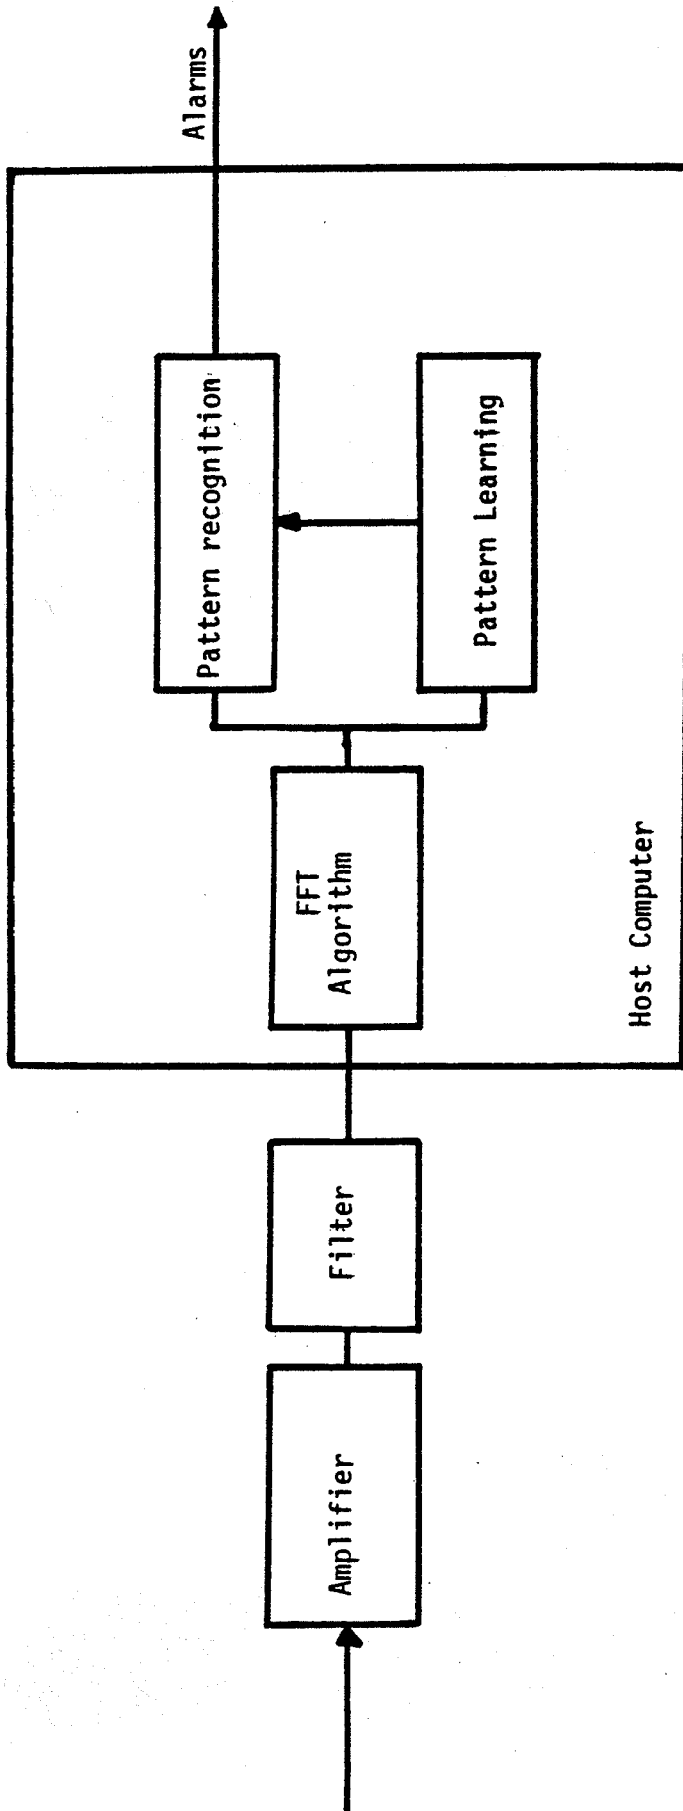 Amplifier
Filter
FFT
Algorithm
Pattern recognition
Pattern Learning
Alarms
Host Computer